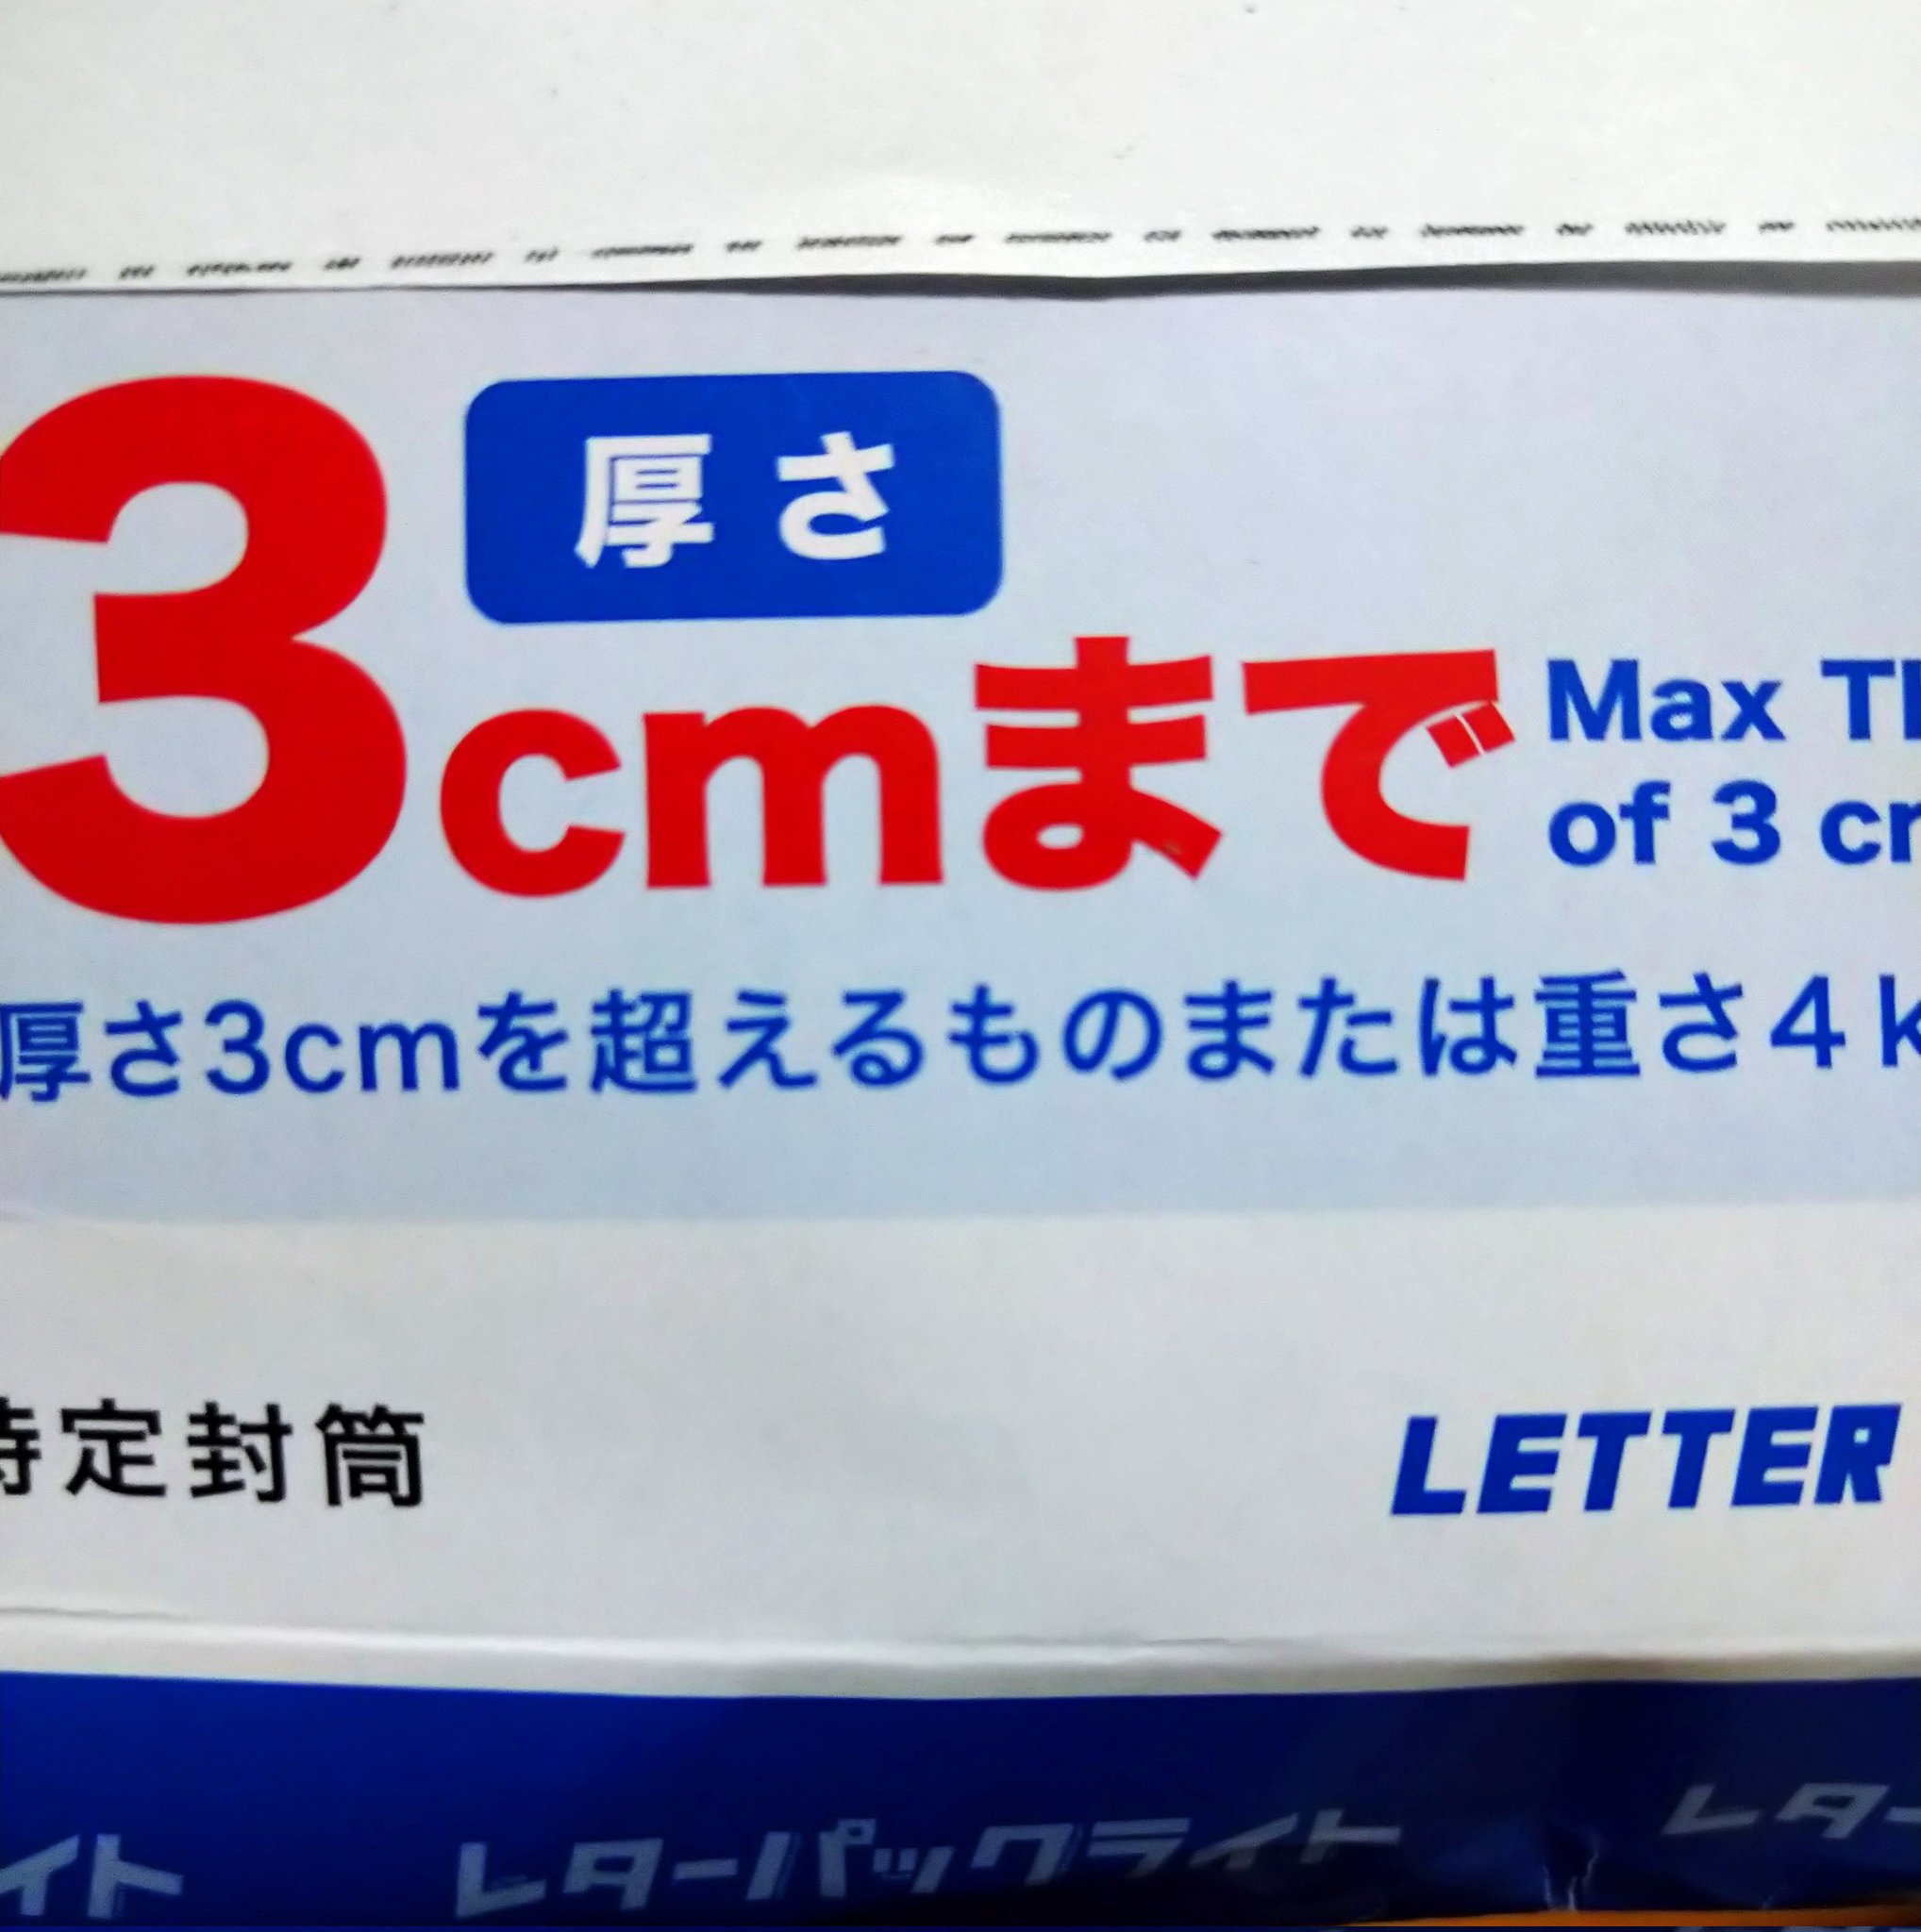 厚さ
3cmまで
Max
of 3
厚さ3cmを超えるものまたは重さ4k
定封筒
LETTER
イト レターパックライト レター